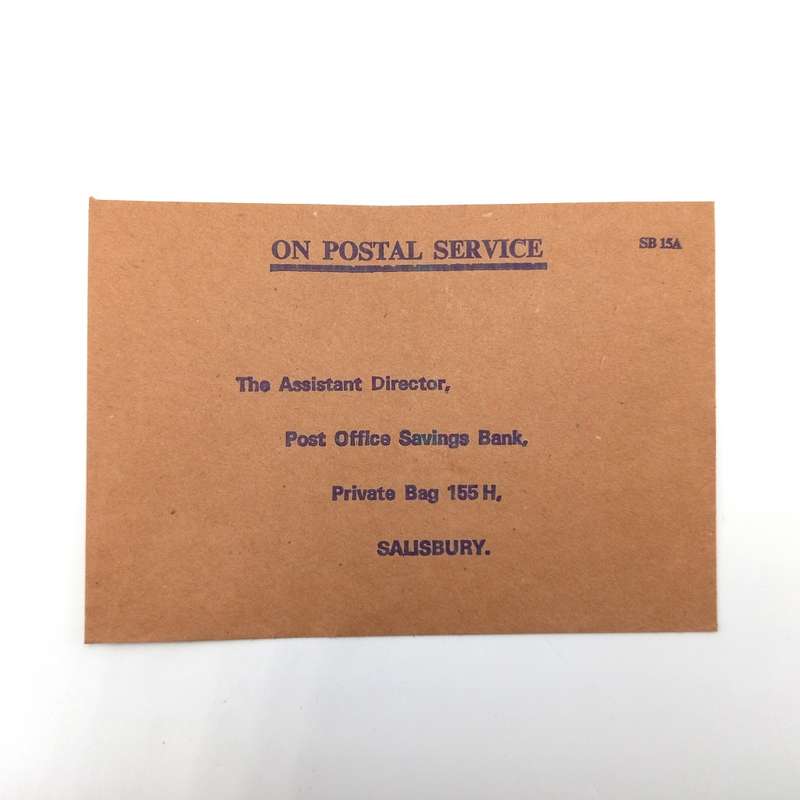 ON POSTAL SERVICE
SB 15A
The Assistant Director,
Post Office Savings Bank,
Private Bag 155 H,
SALISBURY.